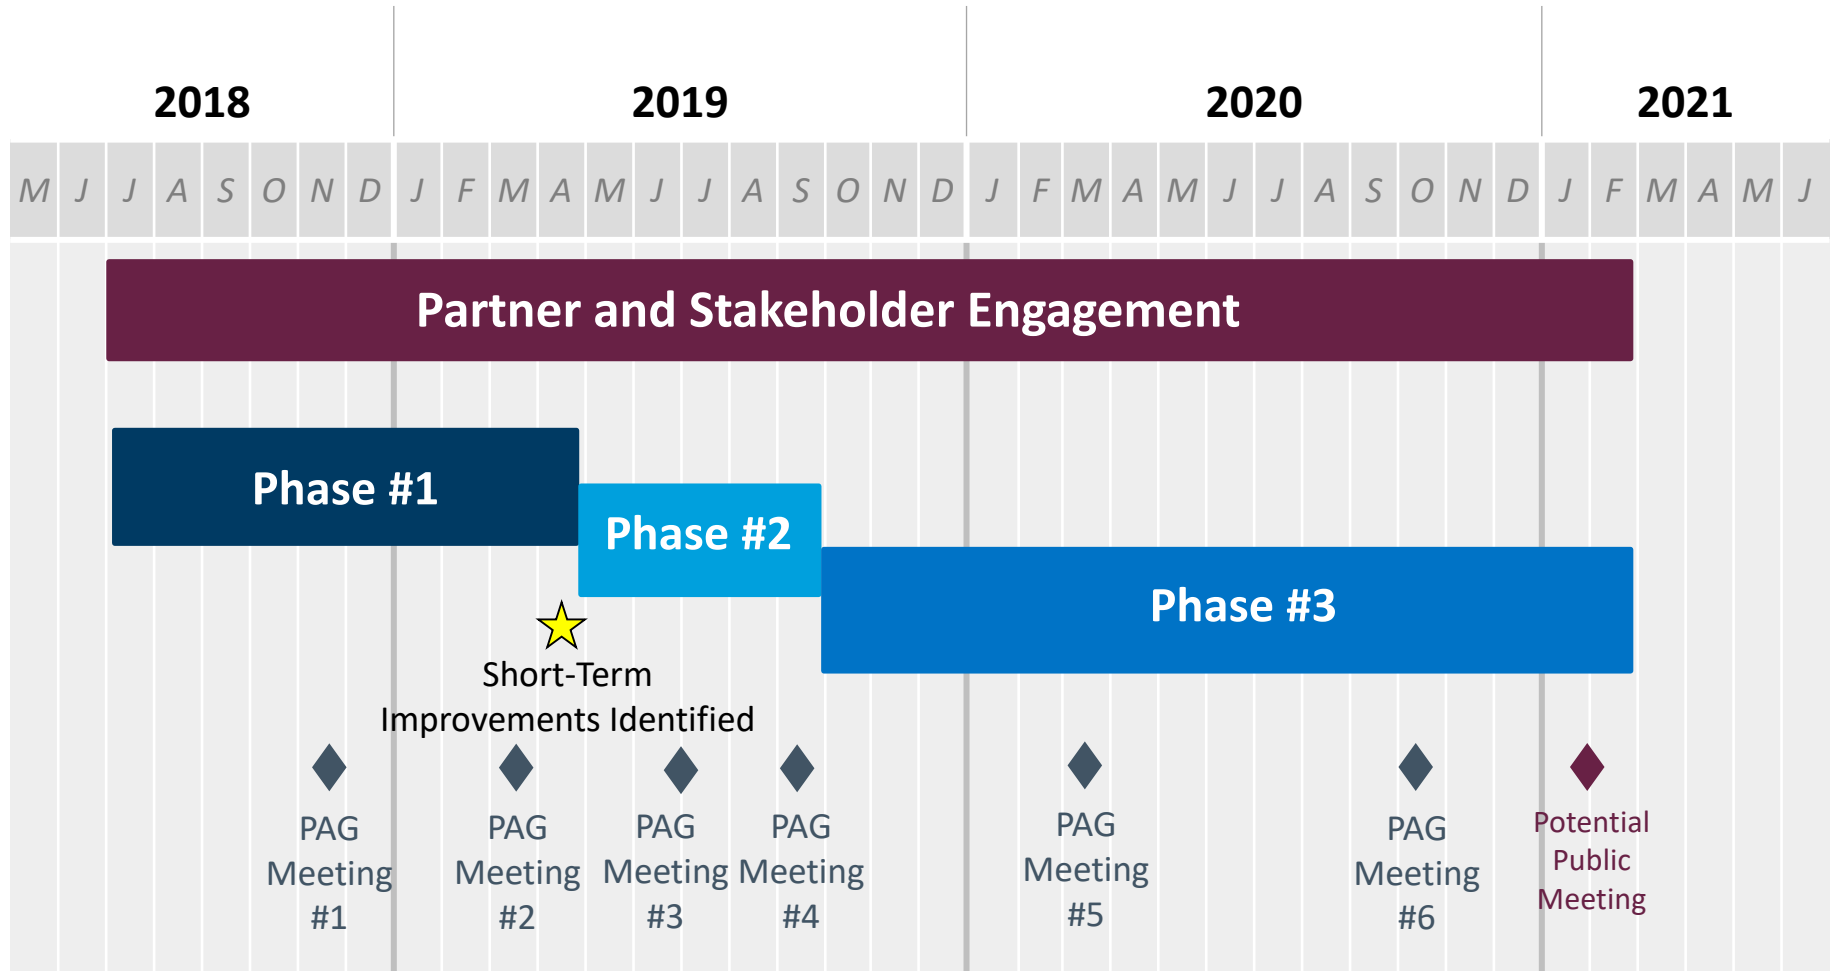 2018 2019 2020 2021
M J J A S O N D J F M A M J J A S O N D J F M A M J J A S O N D J F M A M J
Partner and Stakeholder Engagement
Phase #1
Phase #2
Phase #3
Short-Term
Improvements Identified
PAG
Meeting
#1
PAG
Meeting
#2
PAG
Meeting
#3
PAG
Meeting
#4
PAG
Meeting
#5
PAG
Meeting
#6
Potential
Public
Meeting